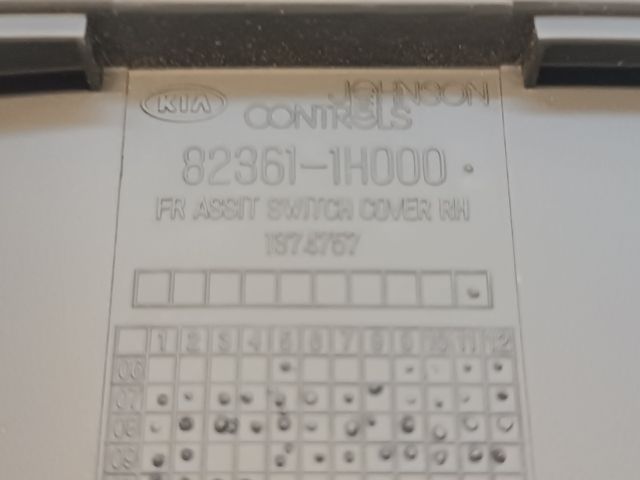 KIA
JOHNSON
CONTROLS
82361-1H000
FR ASSIT SWITCH COVER RH
1374757
1 2 3 4 5 6 7 8 9 10 11 12
06
07
08
09